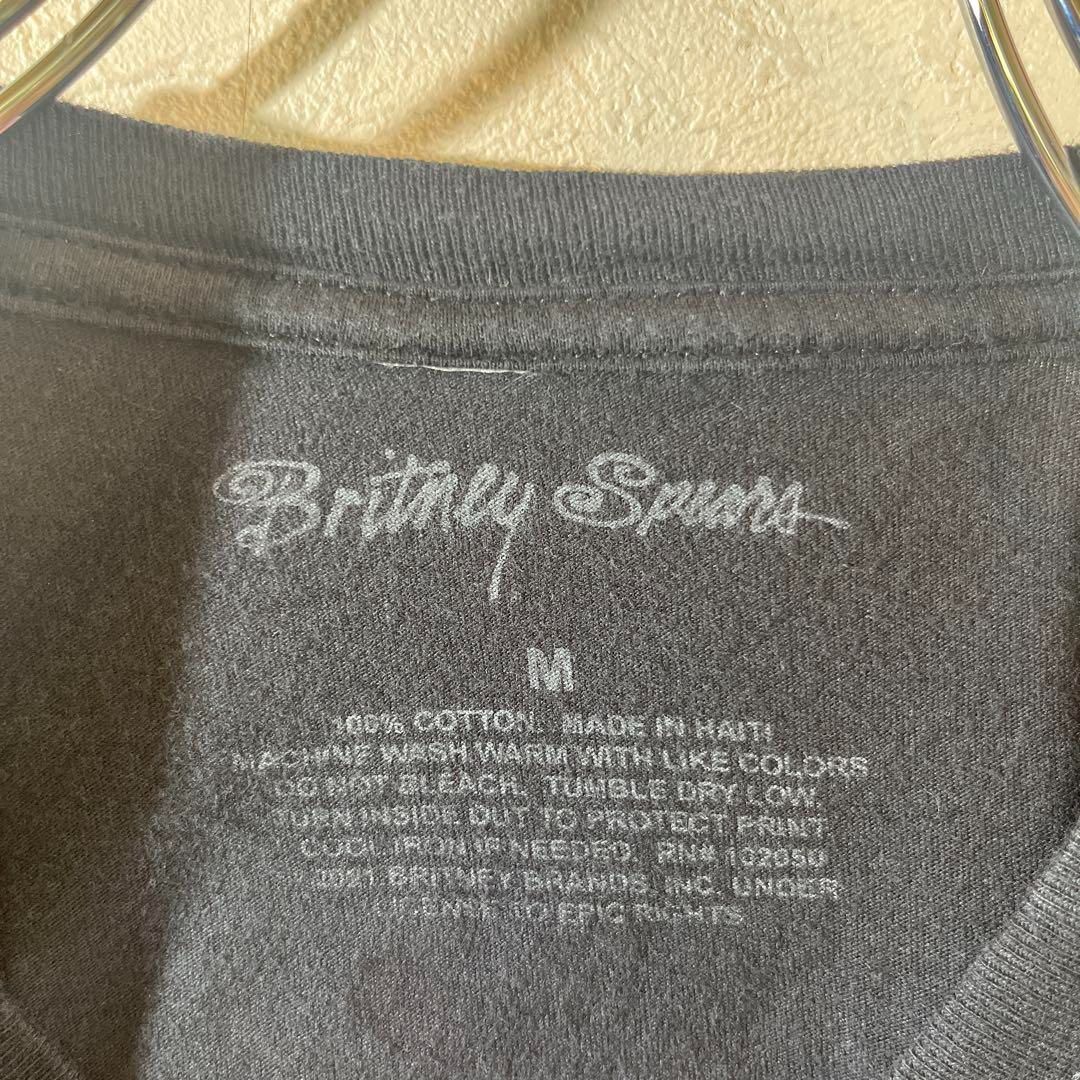 Britney Spears
M
100% COTTON. MADE IN HAITI
MACHINE WASH WARM WITH LIKE COLORS
DO NOT BLEACH. TUMBLE DRY LOW.
TURN INSIDE OUT TO PROTECT PRINT.
COOL IRON IF NEEDED. RN# 102050
2021 BRITNEY BRANDS, INC. UNDER
LICENSE TO EPIC RIGHTS